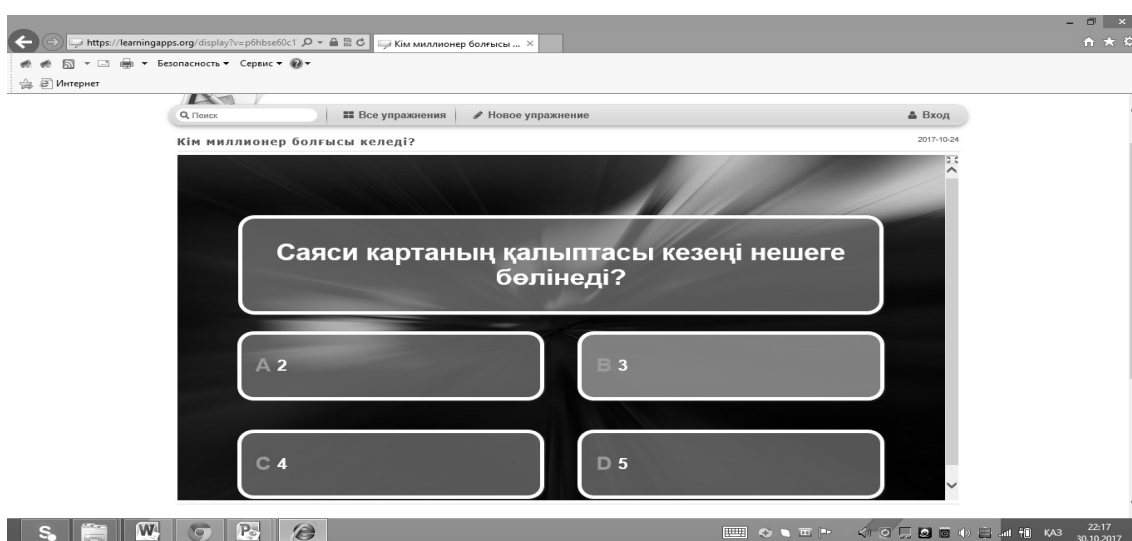 https://learningapps.org/display?v=p6hbse60c1
Кім миллионер болғысы ...
Безопасность Сервис
Интернет
Поиск Все упражнения Новое упражнение Вход
Кім миллионер болғысы келеді? 2017-10-24
Саяси картаның қалыптасы кезеңі нешеге
бөлінеді?
A 2 B 3
C 4 D 5
ҚАЗ 22:17
30.10.2017